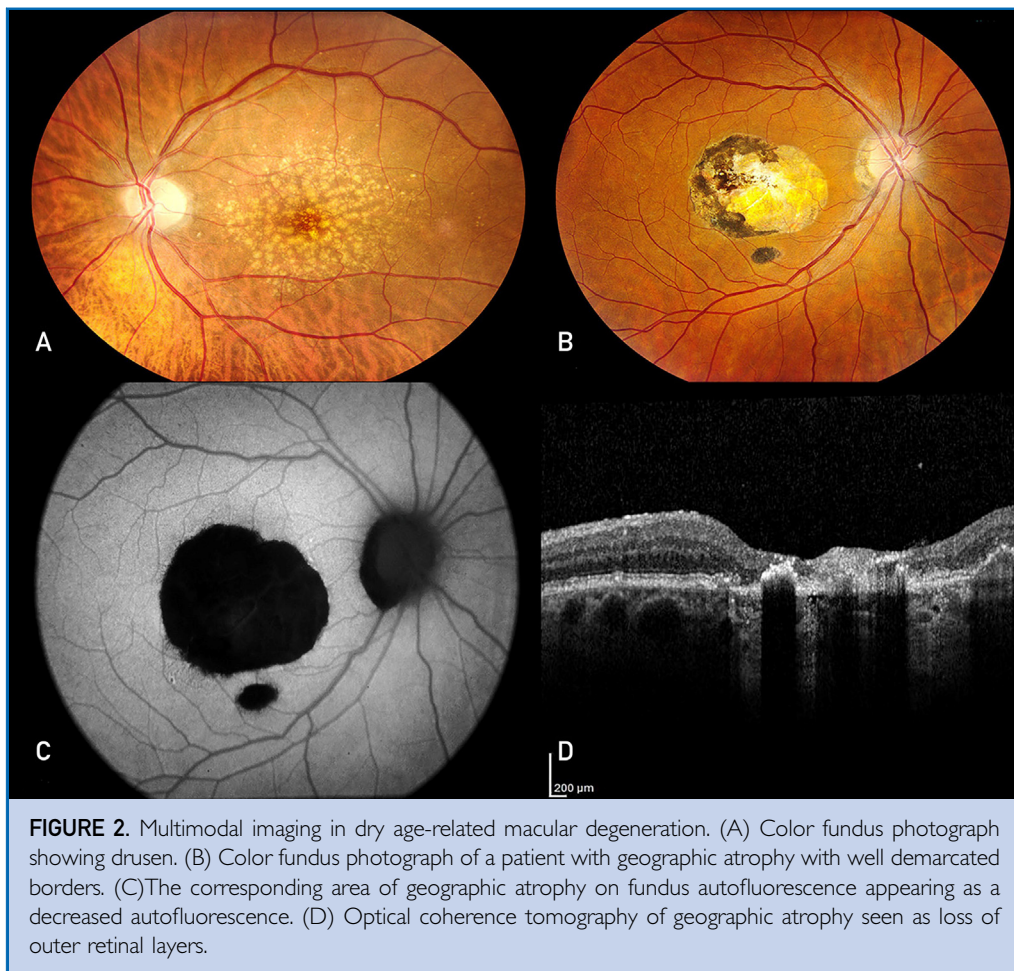 A
B
C
D
200 µm
FIGURE 2. Multimodal imaging in dry age-related macular degeneration. (A) Color fundus photograph
showing drusen. (B) Color fundus photograph of a patient with geographic atrophy with well demarcated
borders. (C)The corresponding area of geographic atrophy on fundus autofluorescence appearing as a
decreased autofluorescence. (D) Optical coherence tomography of geographic atrophy seen as loss of
outer retinal layers.